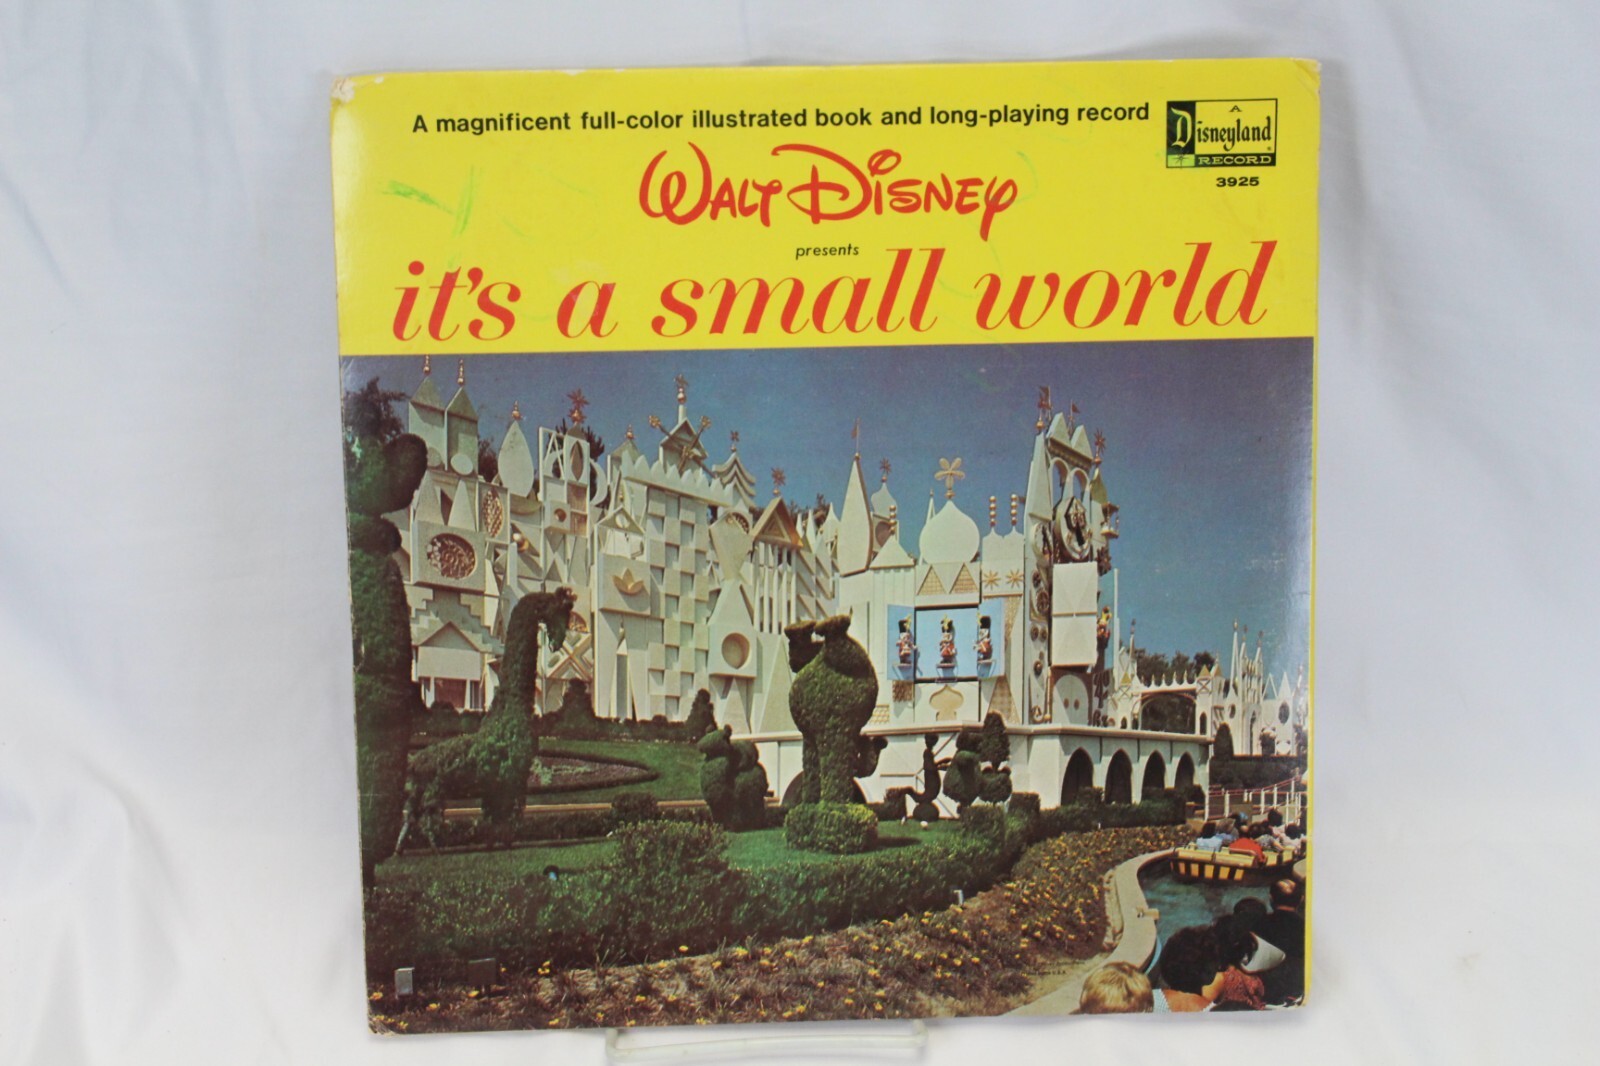 A magnificent full-color illustrated book and long-playing record
A
Disneyland
RECORD
3925
WALT DISNEY
presents
it's a small world